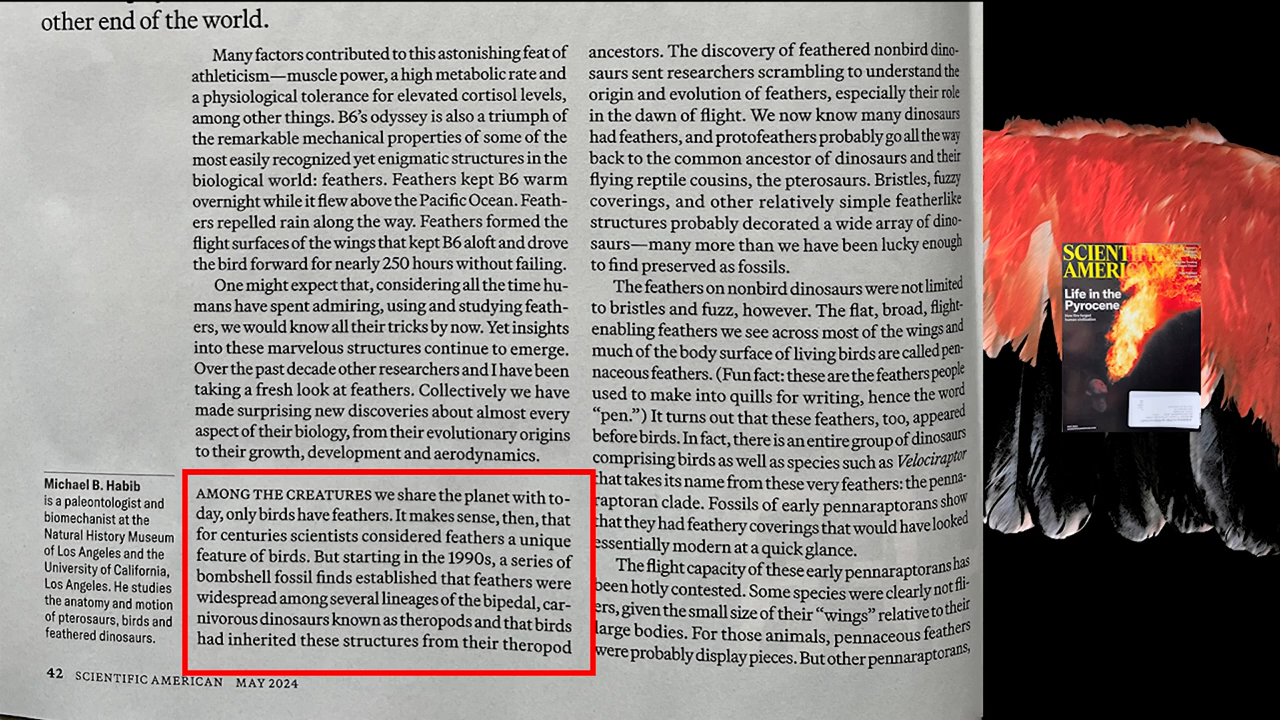 other end of the world.
Many factors contributed to this astonishing feat of
athleticism—muscle power, a high metabolic rate and
a physiological tolerance for elevated cortisol levels,
among other things. B6’s odyssey is also a triumph of
the remarkable mechanical properties of some of the
most easily recognized yet enigmatic structures in the
biological world: feathers. Feathers kept B6 warm
overnight while it flew above the Pacific Ocean. Feath-
ers repelled rain along the way. Feathers formed the
flight surfaces of the wings that kept B6 aloft and drove
the bird forward for nearly 250 hours without failing.
One might expect that, considering all the time hu-
mans have spent admiring, using and studying feath-
ers, we would know all their tricks by now. Yet insights
into these marvelous structures continue to emerge.
Over the past decade other researchers and I have been
taking a fresh look at feathers. Collectively we have
made surprising new discoveries about almost every
aspect of their biology, from their evolutionary origins
to their growth, development and aerodynamics.
AMONG THE CREATURES we share the planet with to-
day, only birds have feathers. It makes sense, then, that
for centuries scientists considered feathers a unique
feature of birds. But starting in the 1990s, a series of
bombshell fossil finds established that feathers were
widespread among several lineages of the bipedal, car-
nivorous dinosaurs known as theropods and that birds
had inherited these structures from their theropod
ancestors. The discovery of feathered nonbird dino-
saurs sent researchers scrambling to understand the
origin and evolution of feathers, especially their role
in the dawn of flight. We now know many dinosaurs
had feathers, and protofeathers probably go all the way
back to the common ancestor of dinosaurs and their
flying reptile cousins, the pterosaurs. Bristles, fuzzy
coverings, and other relatively simple featherlike
structures probably decorated a wide array of dino-
saurs—many more than we have been lucky enough
to find preserved as fossils.
The feathers on nonbird dinosaurs were not limited
to bristles and fuzz, however. The flat, broad, flight-
enabling feathers we see across most of the wings and
much of the body surface of living birds are called pen-
naceous feathers. (Fun fact: these are the feathers people
used to make into quills for writing, hence the word
“pen.”) It turns out that these feathers, too, appeared
before birds. In fact, there is an entire group of dinosaurs
comprising birds as well as species such as Velociraptor
that takes its name from these very feathers: the penna-
raptoran clade. Fossils of early pennaraptorans show
that they had feathery coverings that would have looked
essentially modern at a quick glance.
The flight capacity of these early pennaraptorans has
been hotly contested. Some species were clearly not fli-
ers, given the small size of their “wings” relative to their
large bodies. For those animals, pennaceous feathers
were probably display pieces. But other pennaraptorans,
Michael B. Habib
is a paleontologist and
biomechanist at the
Natural History Museum
of Los Angeles and the
University of California,
Los Angeles. He studies
the anatomy and motion
of pterosaurs, birds and
feathered dinosaurs.
42 SCIENTIFIC AMERICAN MAY 2024
SCIENTIFIC
AMERICAN
Life in the
Pyrocene